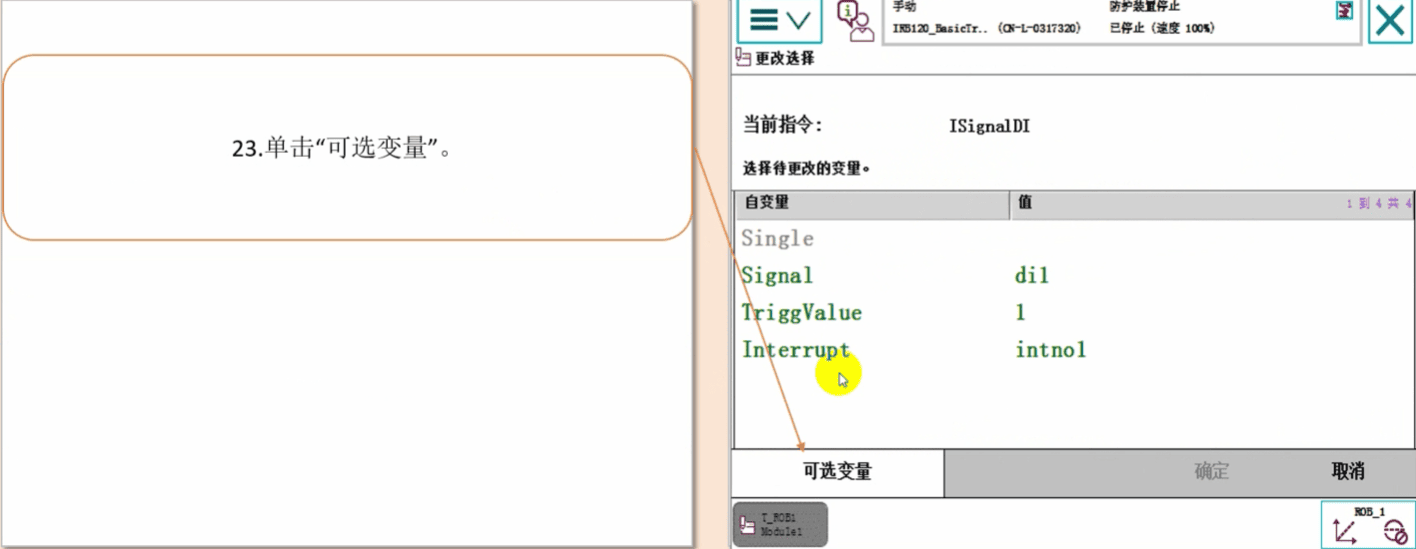 23.单击“可选变量”。
手动
防护装置停止
IRB120_BasicTr.. (CN-L-0317320)
已停止 (速度 100%)
更改选择
当前指令:
ISignalDI
选择待更改的变量。
自变量
值
1 到 4 共 4
Single
Signal
di1
TriggValue
1
Interrupt
intno1
可选变量
确定
取消
T_ROB1
Module1
ROB_1